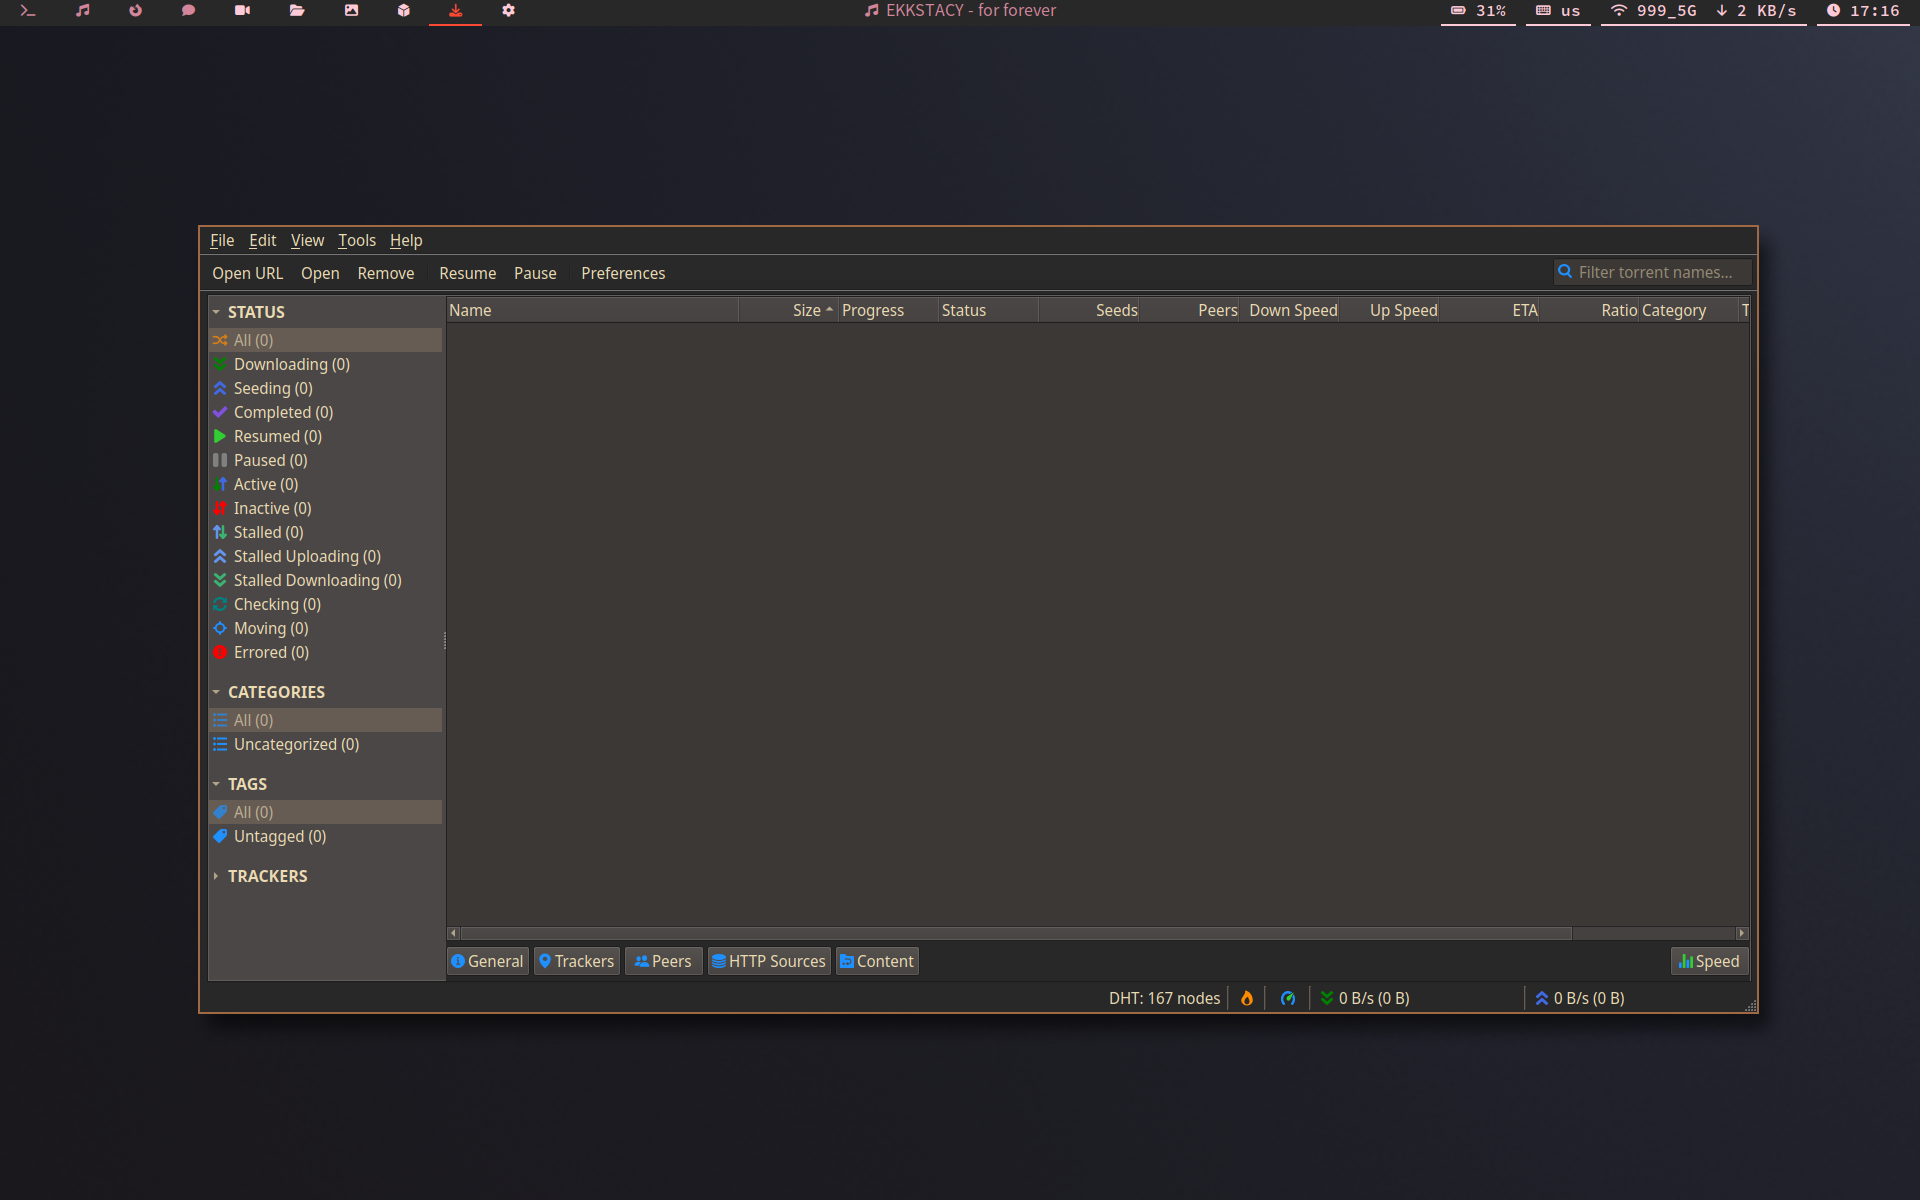 EKKSTACY - for forever
31%
us
999_5G
2 KB/s
17:16
File Edit View Tools Help
Open URL Open Remove Resume Pause Preferences
Filter torrent names...
STATUS
All (0)
Downloading (0)
Seeding (0)
Completed (0)
Resumed (0)
Paused (0)
Active (0)
Inactive (0)
Stalled (0)
Stalled Uploading (0)
Stalled Downloading (0)
Checking (0)
Moving (0)
Errored (0)
CATEGORIES
All (0)
Uncategorized (0)
TAGS
All (0)
Untagged (0)
TRACKERS
Name Size Progress Status Seeds Peers Down Speed Up Speed ETA Ratio Category T
General Trackers Peers HTTP Sources Content Speed
DHT: 167 nodes 0 B/s (0 B) 0 B/s (0 B)